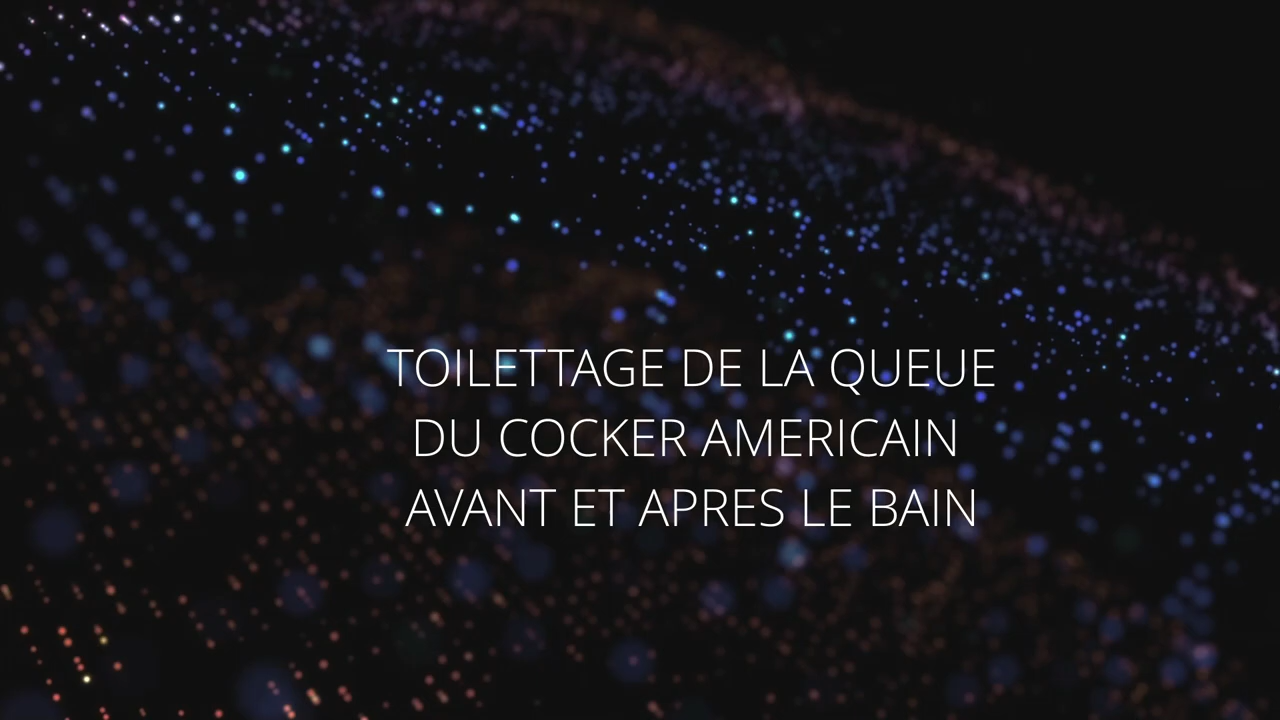 TOILETTAGE DE LA QUEUE
DU COCKER AMERICAIN
AVANT ET APRES LE BAIN